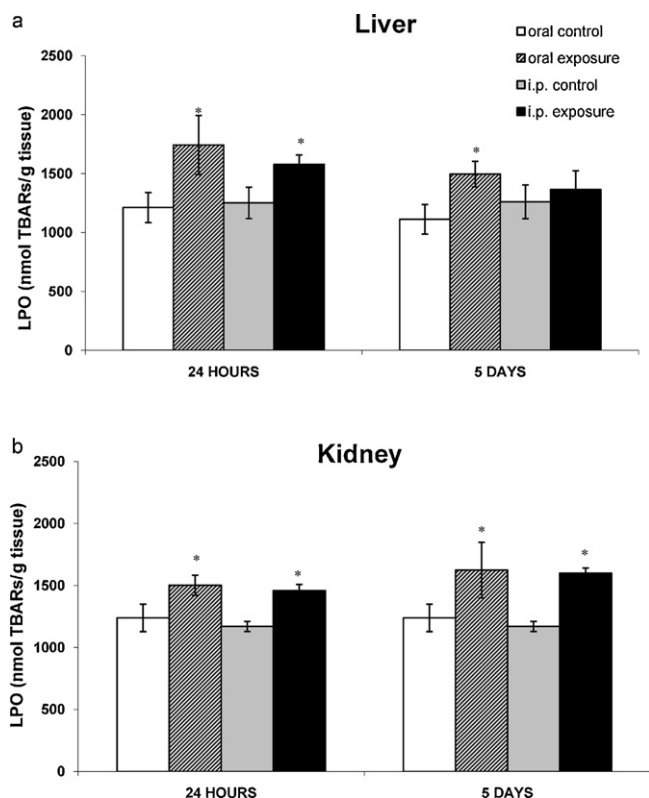 a
Liver
oral control
oral exposure
i.p. control
i.p. exposure
LPO (nmol TBARs/g tissue)
2500
2000
1500
1000
500
0
*
*
*
24 HOURS
5 DAYS
b
Kidney
LPO (nmol TBARs/g tissue)
2500
2000
1500
1000
500
0
*
*
*
*
24 HOURS
5 DAYS